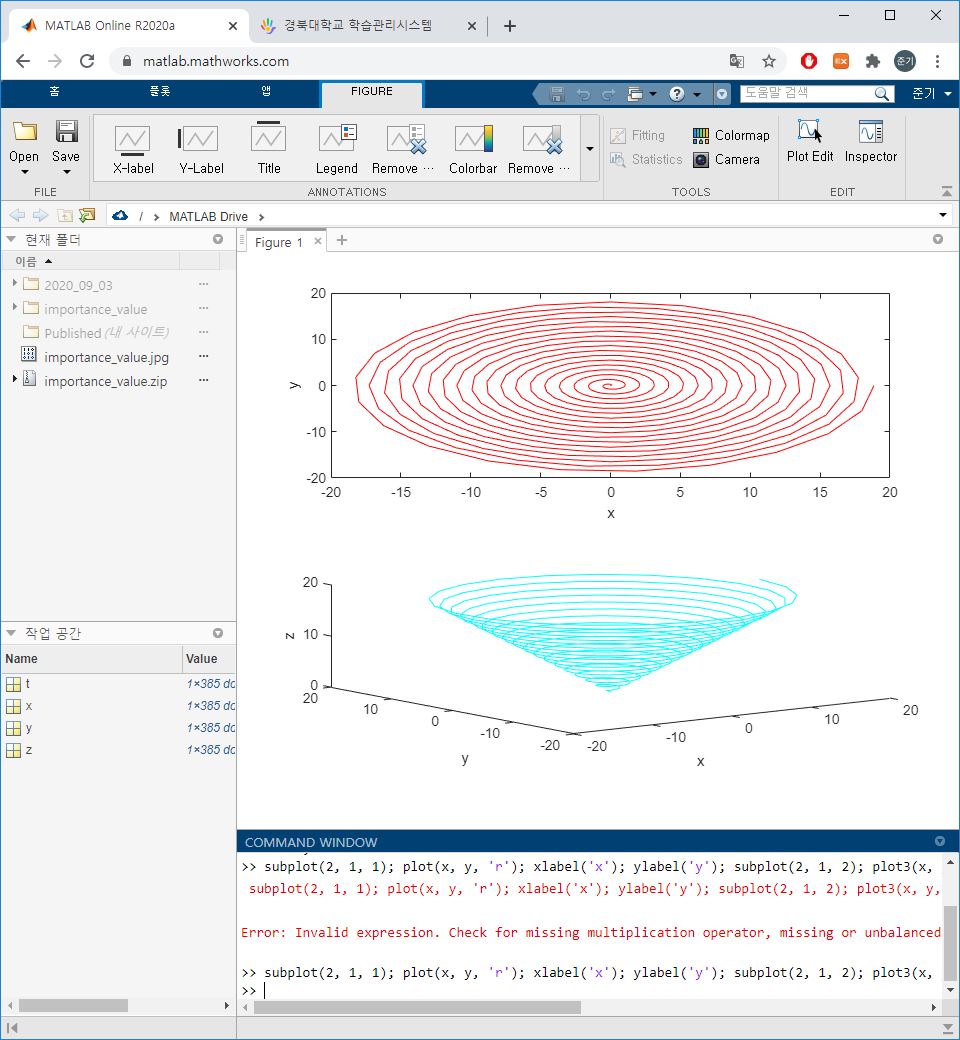 MATLAB Online R2020a
경북대학교 학습관리시스템
matlab.mathworks.com
준기
홈 플롯 앱 FIGURE
도움말 검색
준기
Open Save X-label Y-Label Title Legend Remove ··· Colorbar Remove ···
Fitting Colormap
Statistics Camera
Plot Edit Inspector
FILE ANNOTATIONS TOOLS EDIT
/ > MATLAB Drive >
현재 폴더
이름
2020_09_03
importance_value
Published (내 사이트)
importance_value.jpg
importance_value.zip
작업 공간
Name Value
t 1×385 do
x 1×385 do
y 1×385 do
z 1×385 do
Figure 1
20
10
0
-10
-20
y
-20 -15 -10 -5 0 5 10 15 20
x
20
10
0
z
20 10 0 -10 -20
y
-20 -10 0 10 20
x
COMMAND WINDOW
>> subplot(2, 1, 1); plot(x, y, 'r'); xlabel('x'); ylabel('y'); subplot(2, 1, 2); plot3(x,
subplot(2, 1, 1); plot(x, y, 'r'); xlabel('x'); ylabel('y'); subplot(2, 1, 2); plot3(x, y,
Error: Invalid expression. Check for missing multiplication operator, missing or unbalanced
>> subplot(2, 1, 1); plot(x, y, 'r'); xlabel('x'); ylabel('y'); subplot(2, 1, 2); plot3(x,
>>